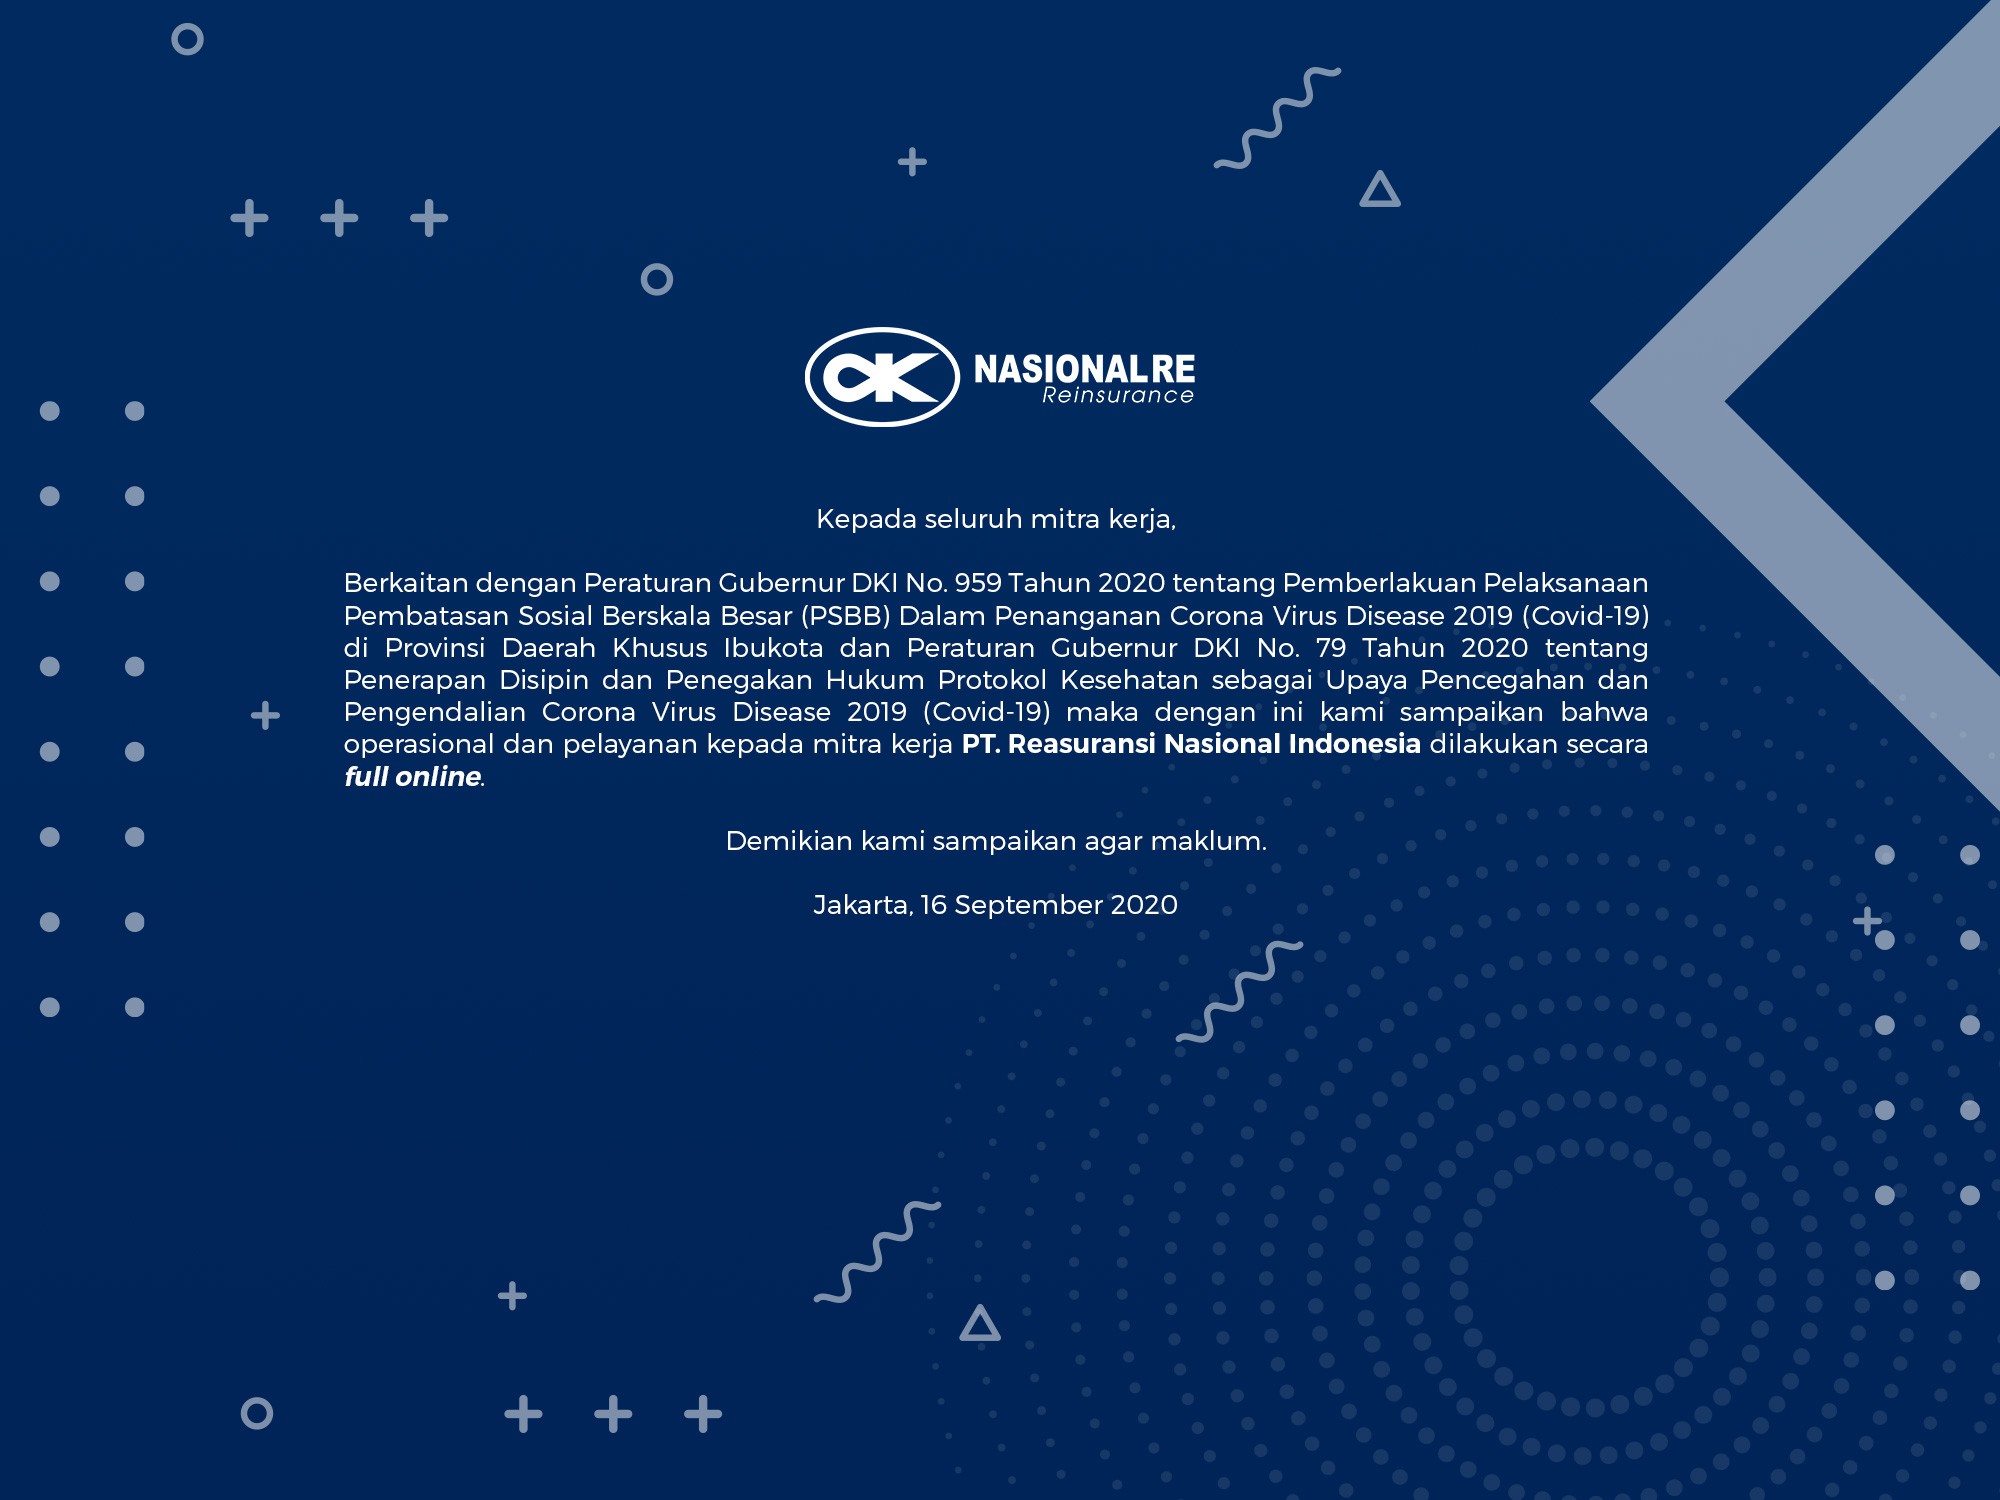 OK NASIONAL RE
Reinsurance
Kepada seluruh mitra kerja,
Berkaitan dengan Peraturan Gubernur DKI No. 959 Tahun 2020 tentang Pemberlakuan Pelaksanaan
Pembatasan Sosial Berskala Besar (PSBB) Dalam Penanganan Corona Virus Disease 2019 (Covid-19)
di Provinsi Daerah Khusus Ibukota dan Peraturan Gubernur DKI No. 79 Tahun 2020 tentang
Penerapan Disipin dan Penegakan Hukum Protokol Kesehatan sebagai Upaya Pencegahan dan
Pengendalian Corona Virus Disease 2019 (Covid-19) maka dengan ini kami sampaikan bahwa
operasional dan pelayanan kepada mitra kerja PT. Reasuransi Nasional Indonesia dilakukan secara
full online.
Demikian kami sampaikan agar maklum.
Jakarta, 16 September 2020